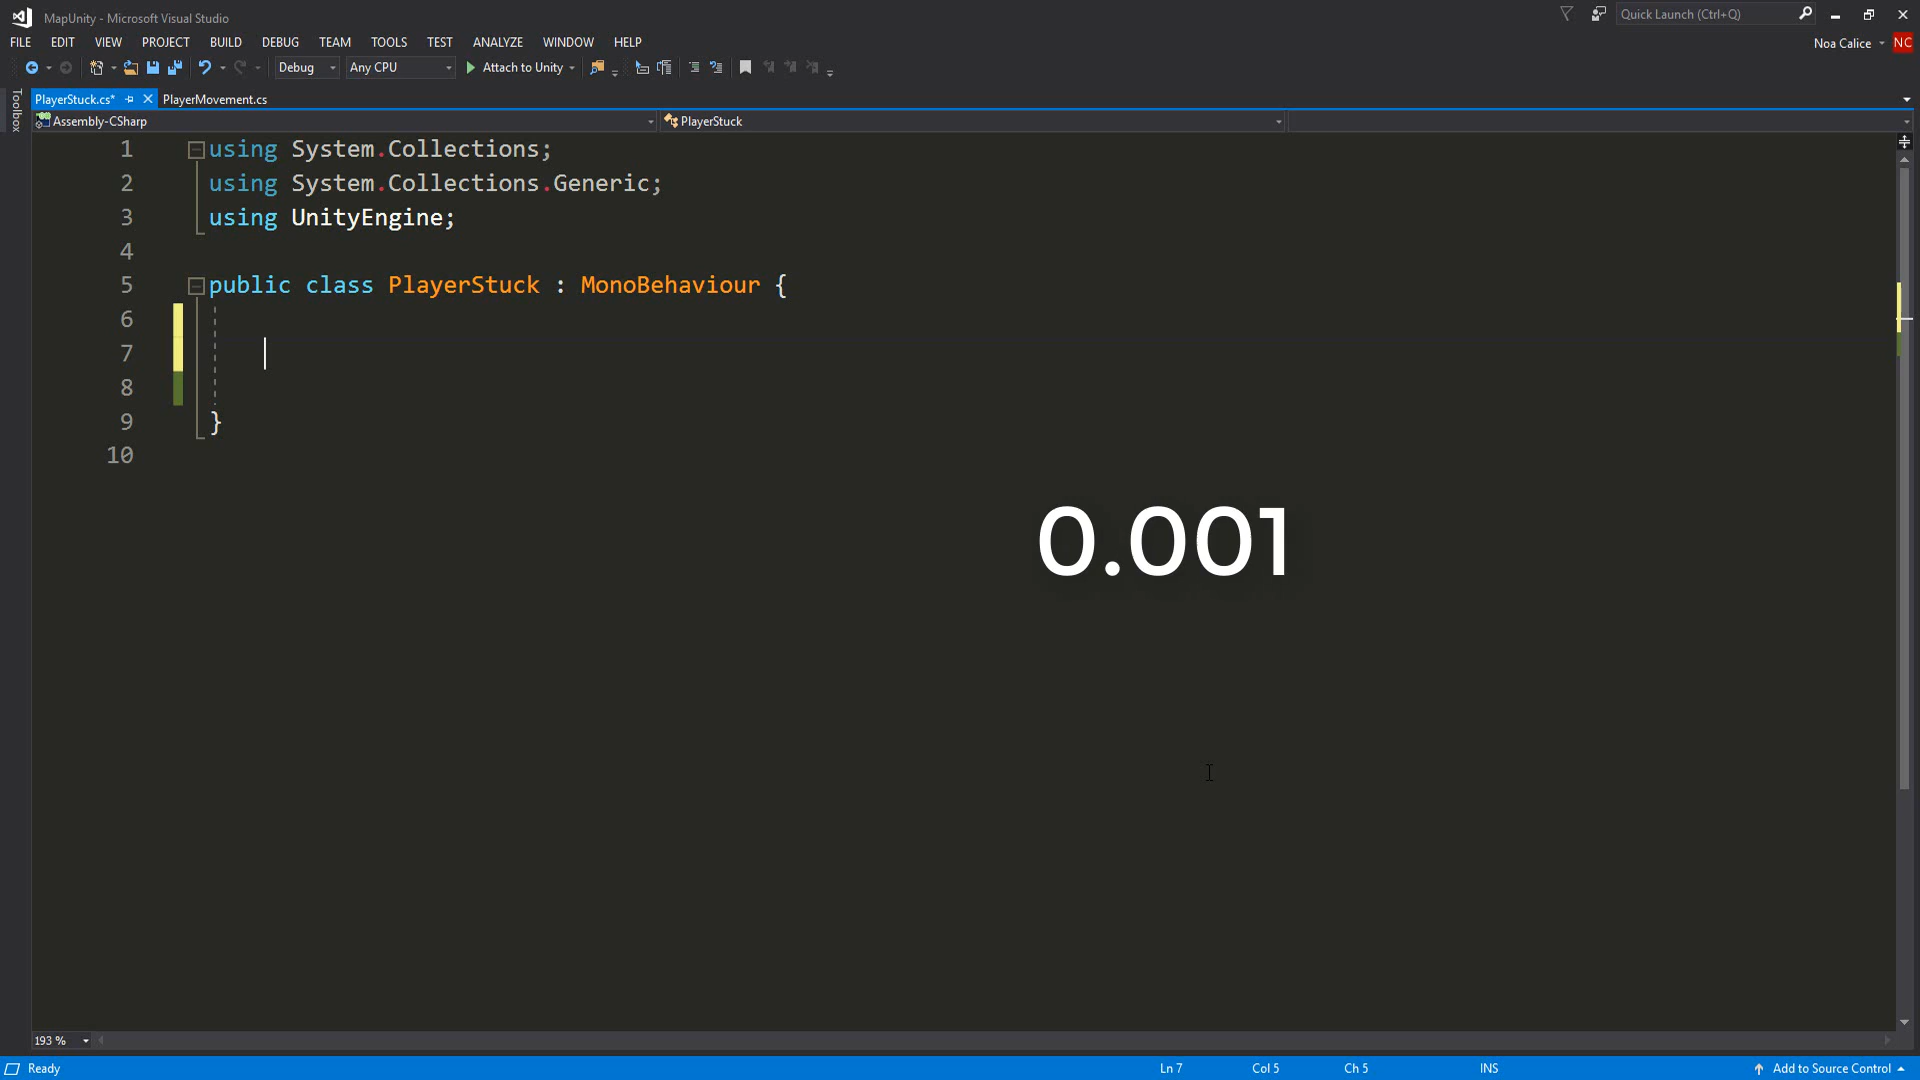 MapUnity - Microsoft Visual Studio
Quick Launch (Ctrl+Q)
FILE EDIT VIEW PROJECT BUILD DEBUG TEAM TOOLS TEST ANALYZE WINDOW HELP
Noa Calice NC
Debug Any CPU Attach to Unity
Toolbox
PlayerStuck.cs* PlayerMovement.cs
Assembly-CSharp PlayerStuck
1 using System.Collections;
2 using System.Collections.Generic;
3 using UnityEngine;
4
5 public class PlayerStuck : MonoBehaviour {
6
7
8
9 }
10
0.001
193 %
Ready Ln 7 Col 5 Ch 5 INS Add to Source Control